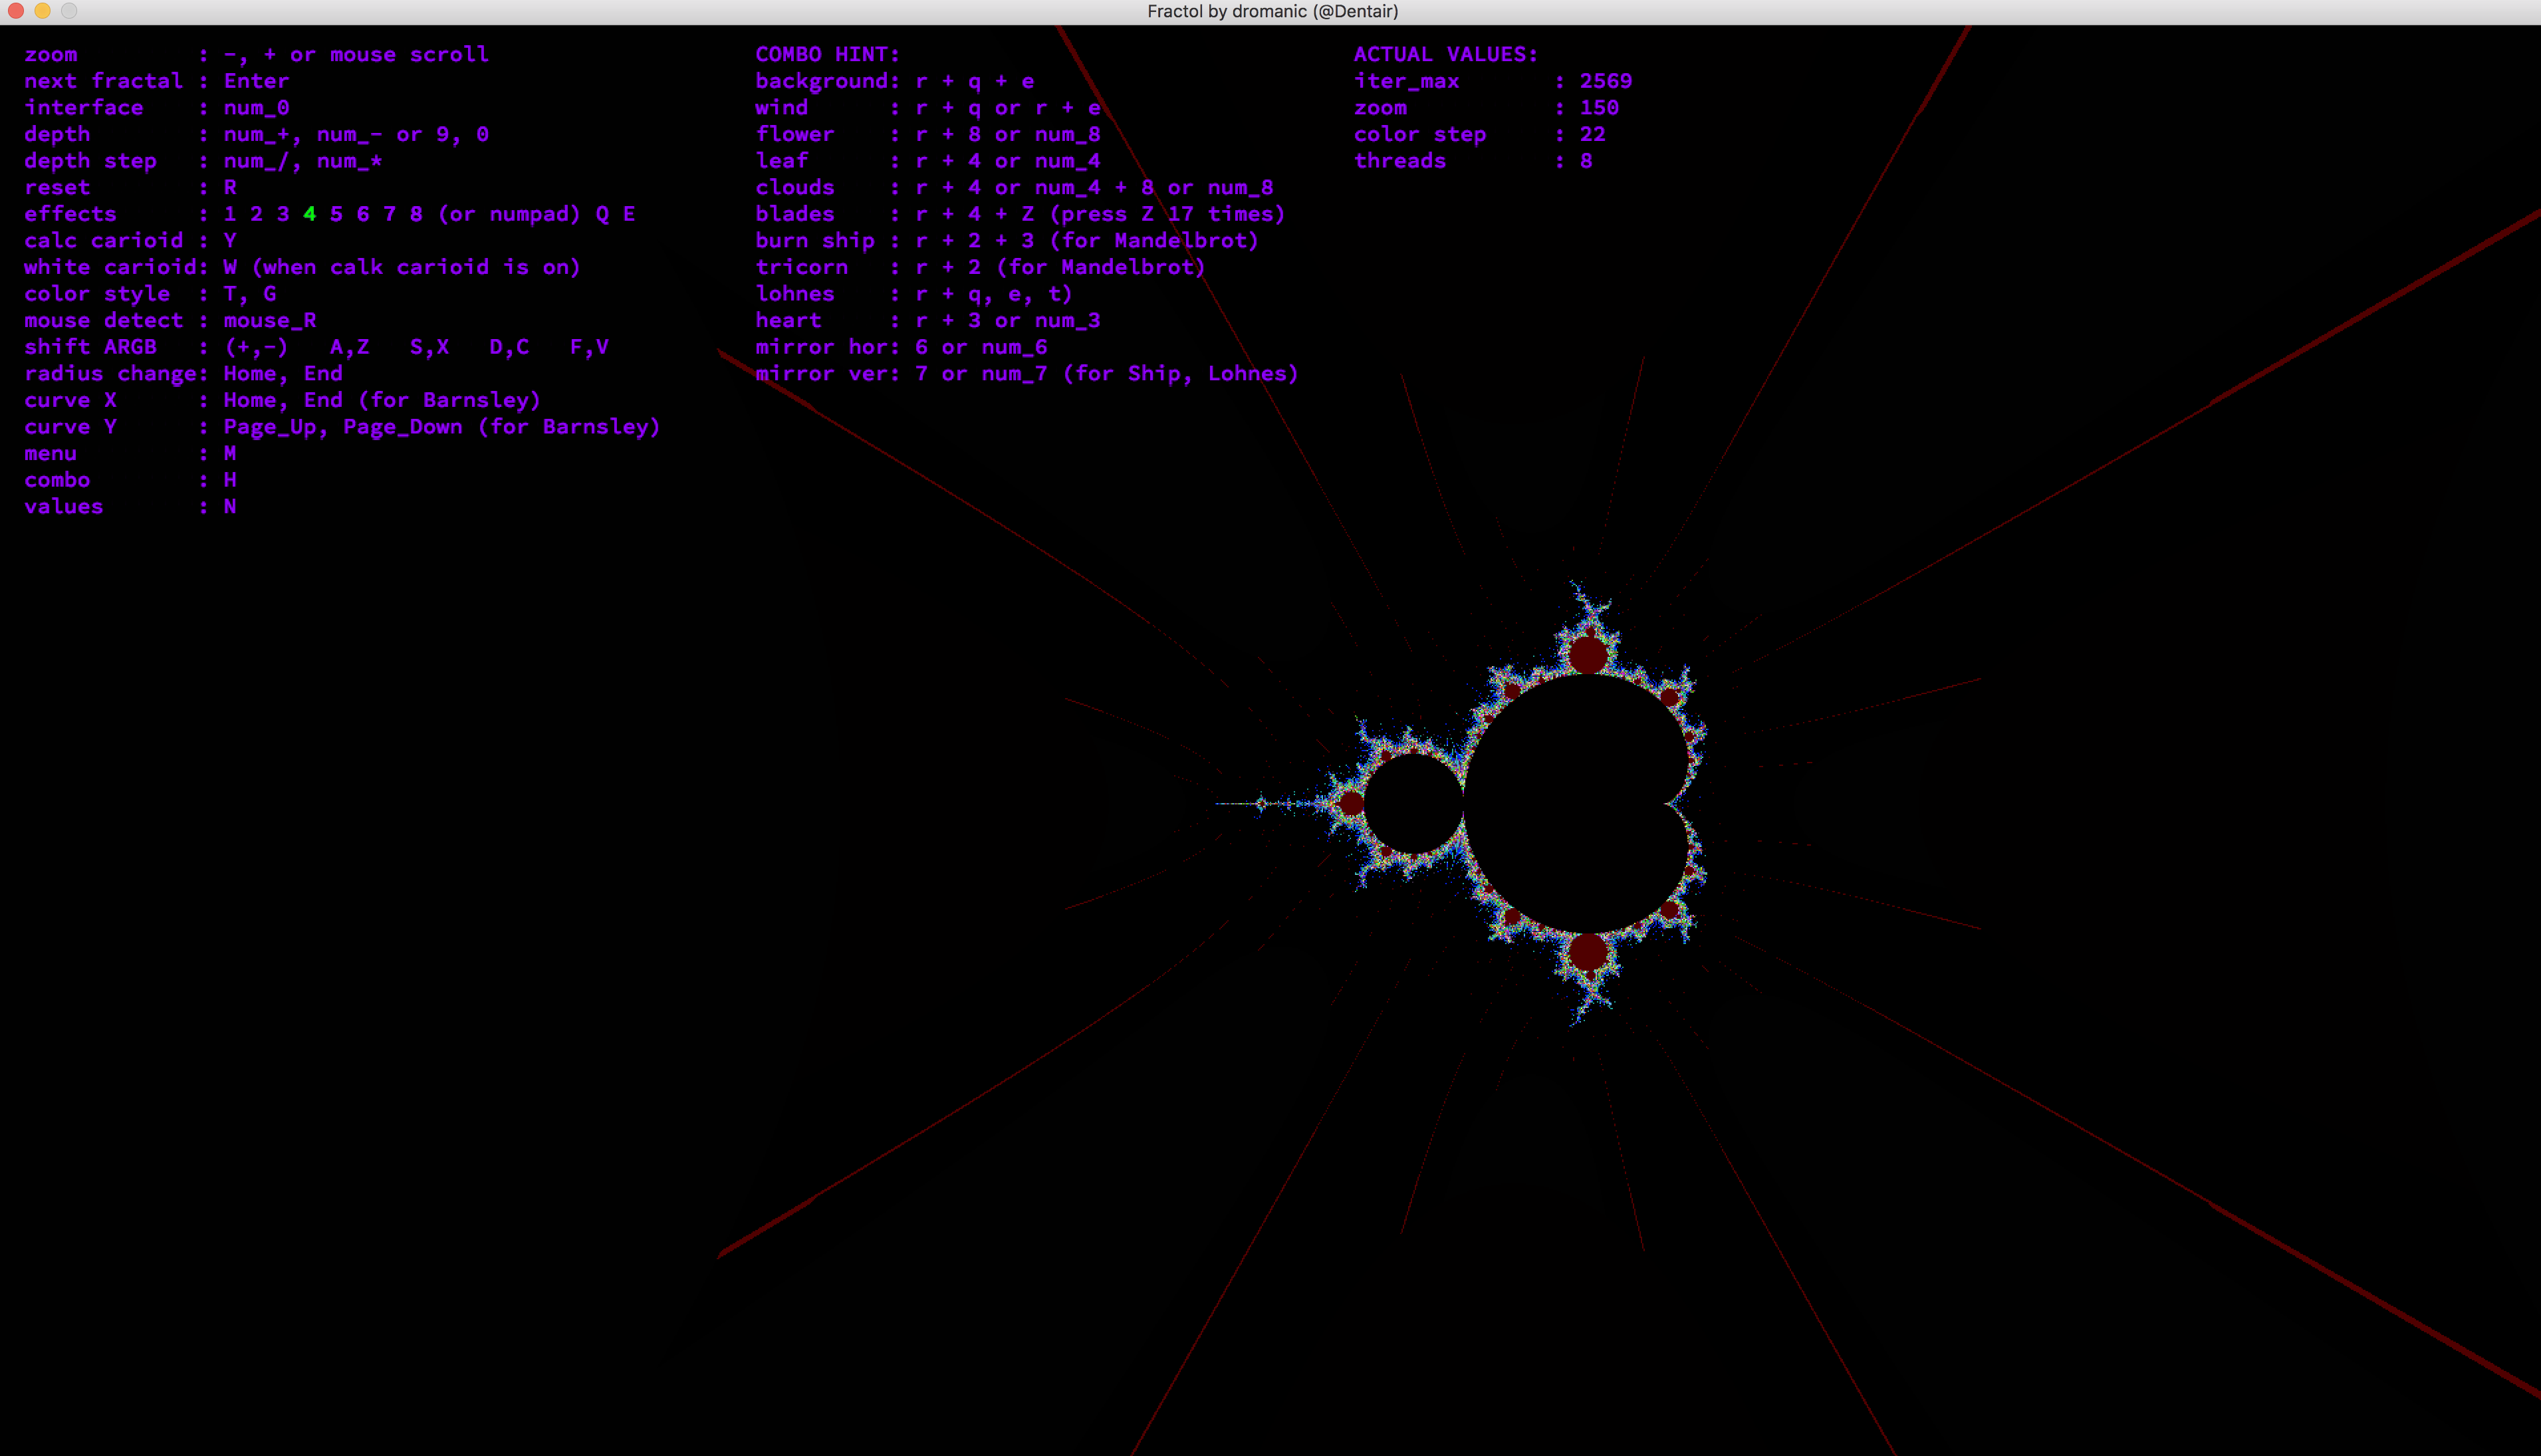 Fractol by dromanic (@Dentair)
zoom : -, + or mouse scroll
next fractal : Enter
interface : num_0
depth : num_+, num_- or 9, 0
depth step : num_/, num_*
reset : R
effects : 1 2 3 4 5 6 7 8 (or numpad) Q E
calc carioid : Y
white carioid: W (when calk carioid is on)
color style : T, G
mouse detect : mouse_R
shift ARGB : (+,-) A,Z S,X D,C F,V
radius change: Home, End
curve X : Home, End (for Barnsley)
curve Y : Page_Up, Page_Down (for Barnsley)
menu : M
combo : H
values : N
COMBO HINT:
background: r + q + e
wind : r + q or r + e
flower : r + 8 or num_8
leaf : r + 4 or num_4
clouds : r + 4 or num_4 + 8 or num_8
blades : r + 4 + Z (press Z 17 times)
burn ship : r + 2 + 3 (for Mandelbrot)
tricorn : r + 2 (for Mandelbrot)
lohnes : r + q, e, t)
heart : r + 3 or num_3
mirror hor: 6 or num_6
mirror ver: 7 or num_7 (for Ship, Lohnes)
ACTUAL VALUES:
iter_max : 2569
zoom : 150
color step : 22
threads : 8